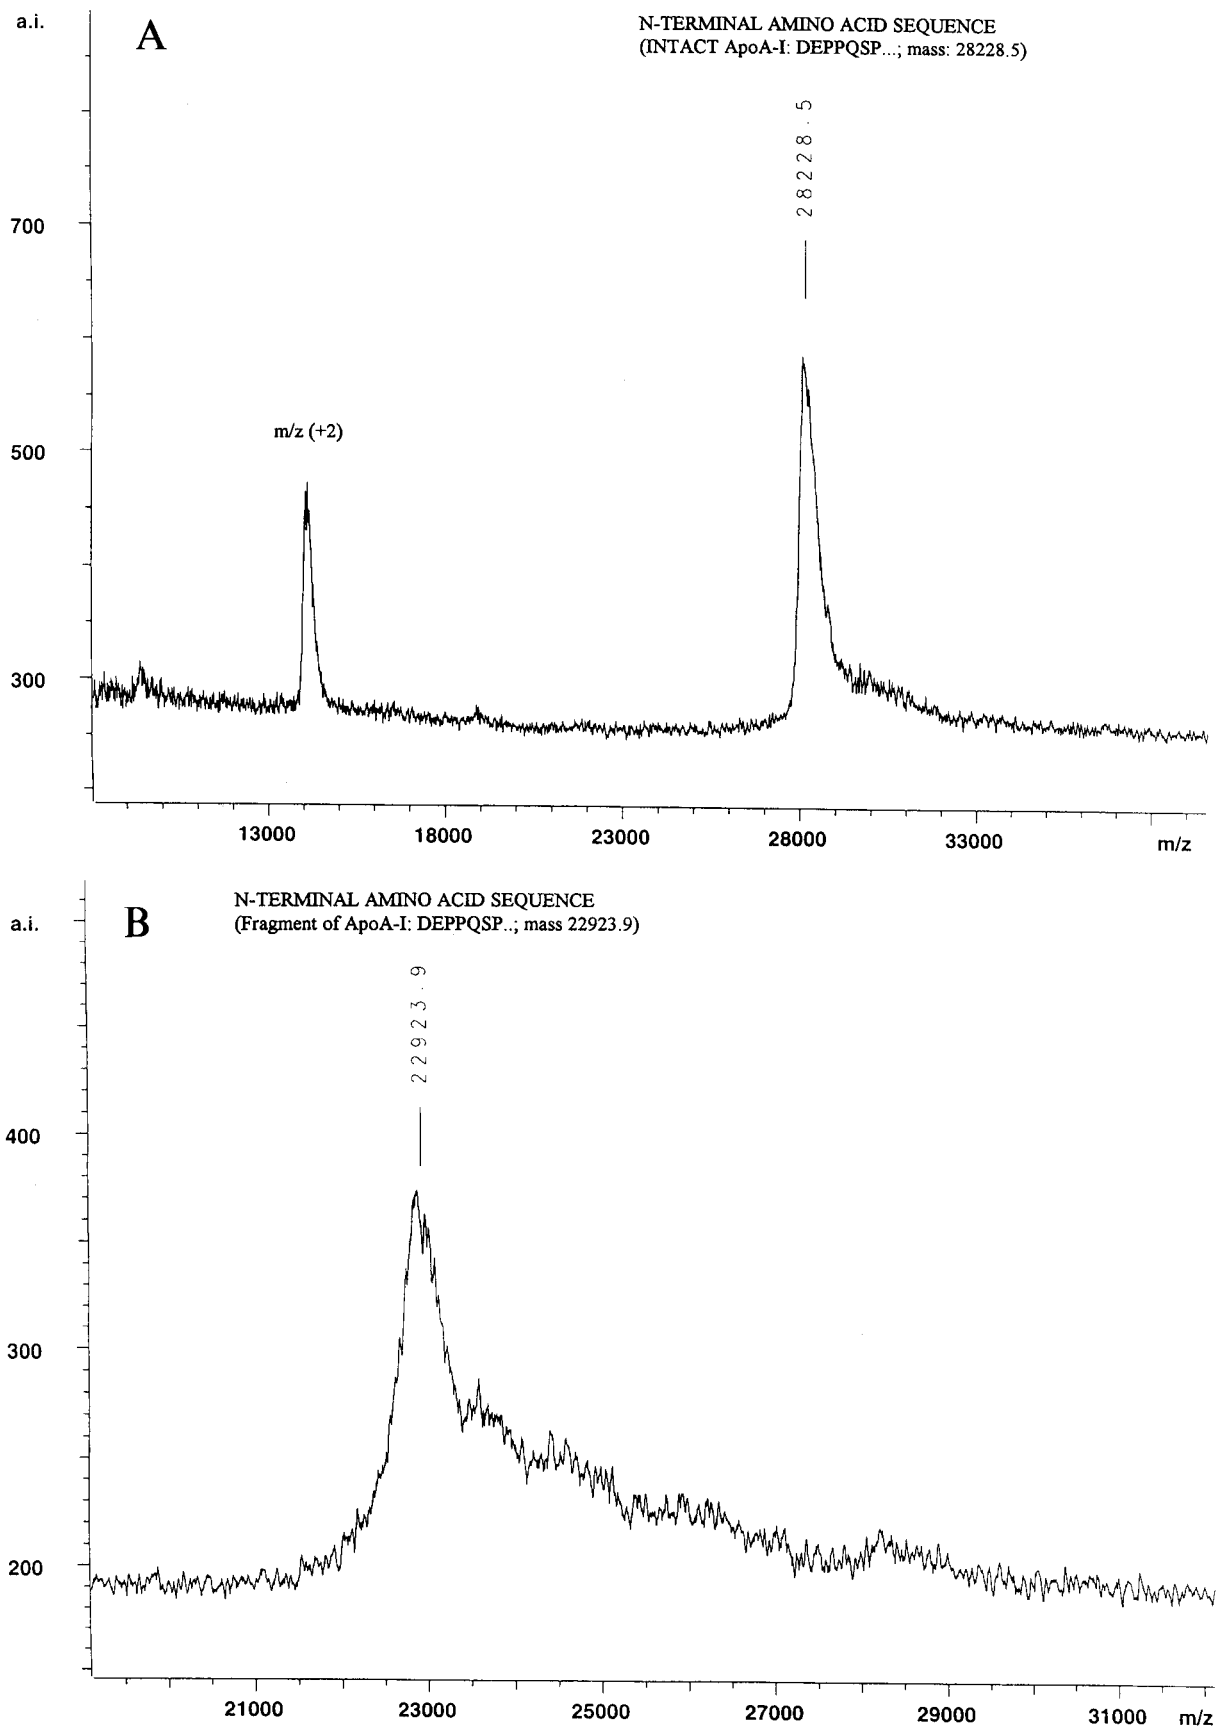 a.i.
A
N-TERMINAL AMINO ACID SEQUENCE
(INTACT ApoA-I: DEPPQSP...; mass: 28228.5)
28228.5
700
m/z (+2)
500
300
13000 18000 23000 28000 33000 m/z
a.i.
B
N-TERMINAL AMINO ACID SEQUENCE
(Fragment of ApoA-I: DEPPQSP..; mass 22923.9)
22923.9
400
300
200
21000 23000 25000 27000 29000 31000 m/z